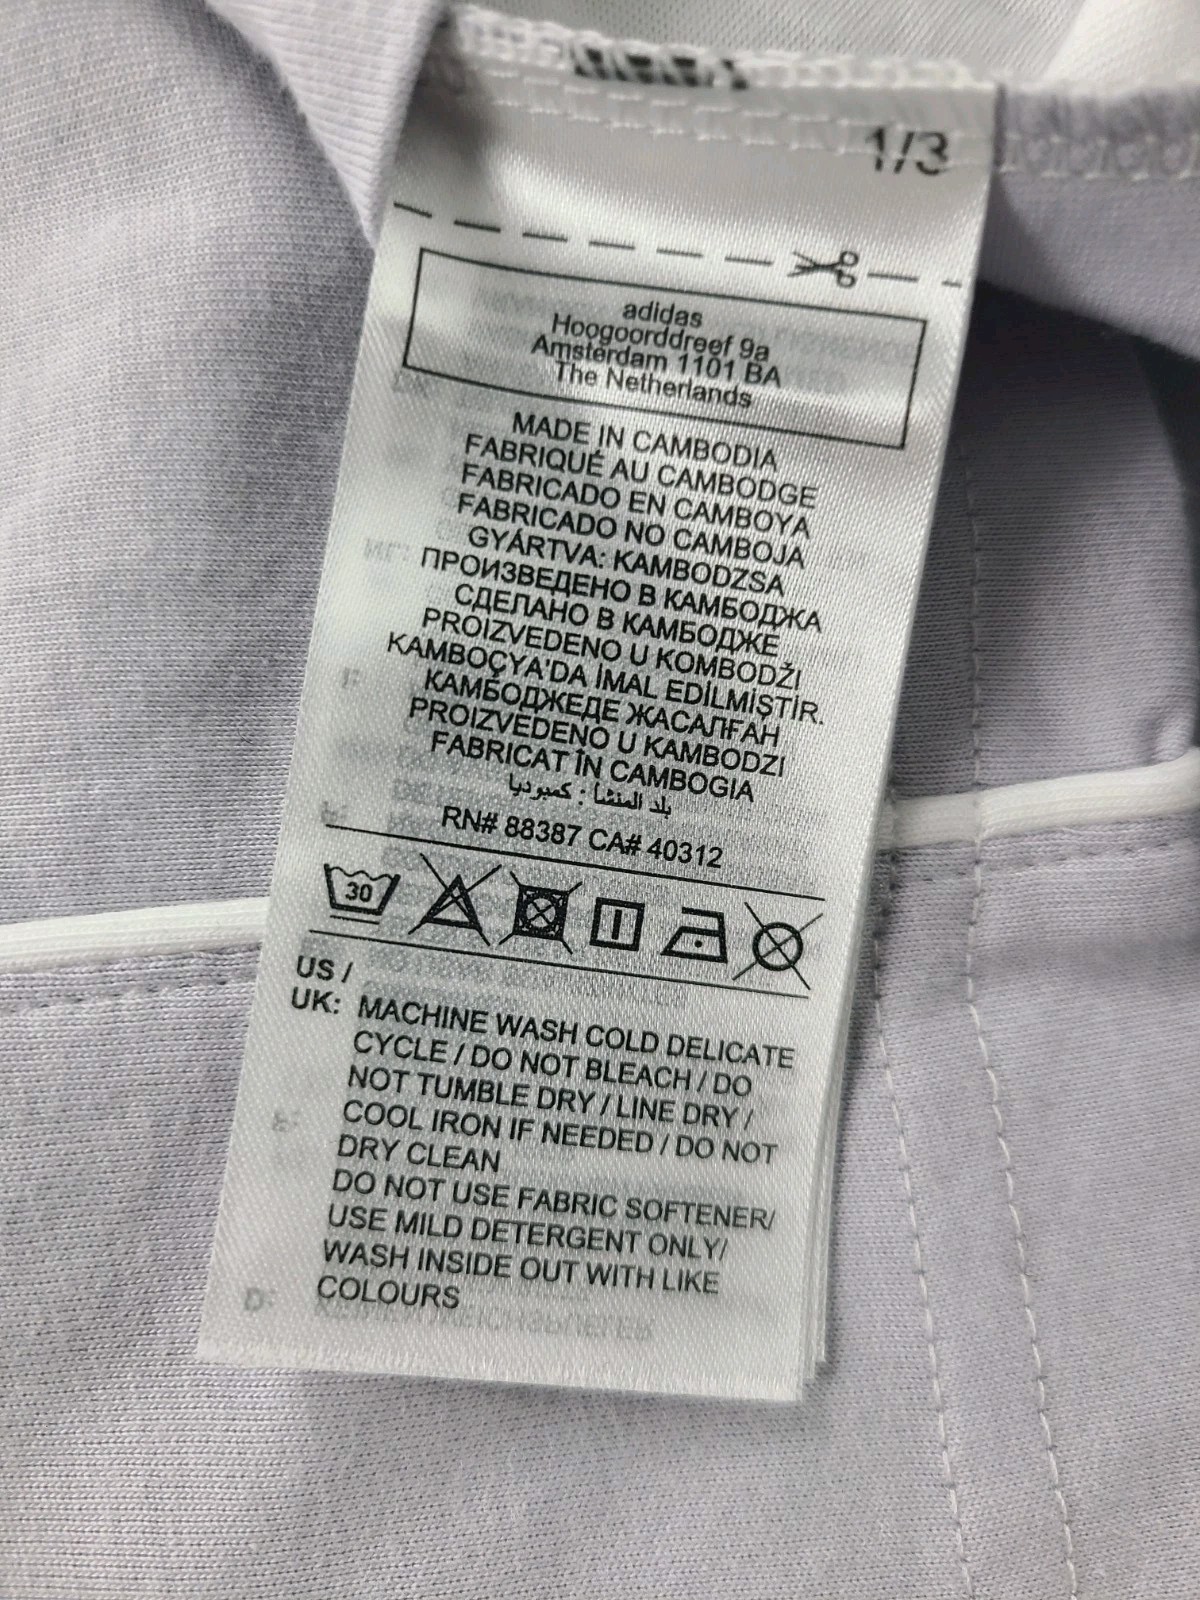 1/3
adidas
Hoogoorddreef 9a
Amsterdam 1101 BA
The Netherlands
MADE IN CAMBODIA
FABRIQUÉ AU CAMBODGE
FABRICADO EN CAMBOYA
FABRICADO NO CAMBOJA
GYÁRTVA: KAMBODZSA
ПРОИЗВЕДЕНО В КАМБОДЖА
СДЕЛАНО В КАМБОДЖЕ
PROIZVEDENO U KOMBODŽI
KAMBOÇYA'DA İMAL EDİLMİŞTİR.
КАМБОДЖЕДЕ ЖАСАЛҒАН
PROIZVEDENO U KAMBODZI
FABRICAT ÎN CAMBOGIA
بلد المنشأ : كمبوديا
RN# 88387 CA# 40312
30
US /
UK: MACHINE WASH COLD DELICATE
CYCLE / DO NOT BLEACH / DO
NOT TUMBLE DRY / LINE DRY /
COOL IRON IF NEEDED / DO NOT
DRY CLEAN
DO NOT USE FABRIC SOFTENER/
USE MILD DETERGENT ONLY/
WASH INSIDE OUT WITH LIKE
COLOURS